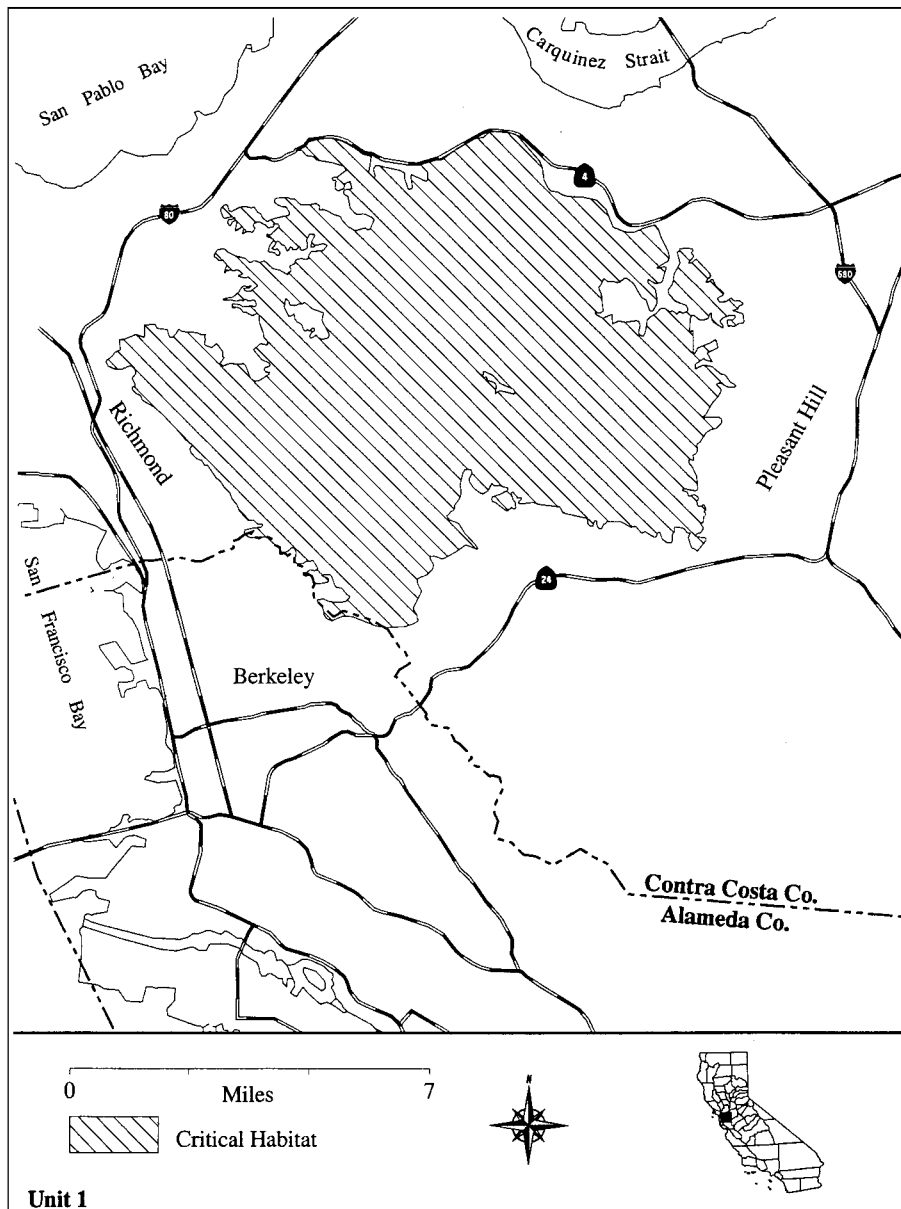 San Pablo Bay
Carquinez Strait
4
80
680
Richmond
Pleasant Hill
San Francisco Bay
24
Berkeley
Contra Costa Co.
Alameda Co.
0 7
Miles
N
Critical Habitat
Unit 1